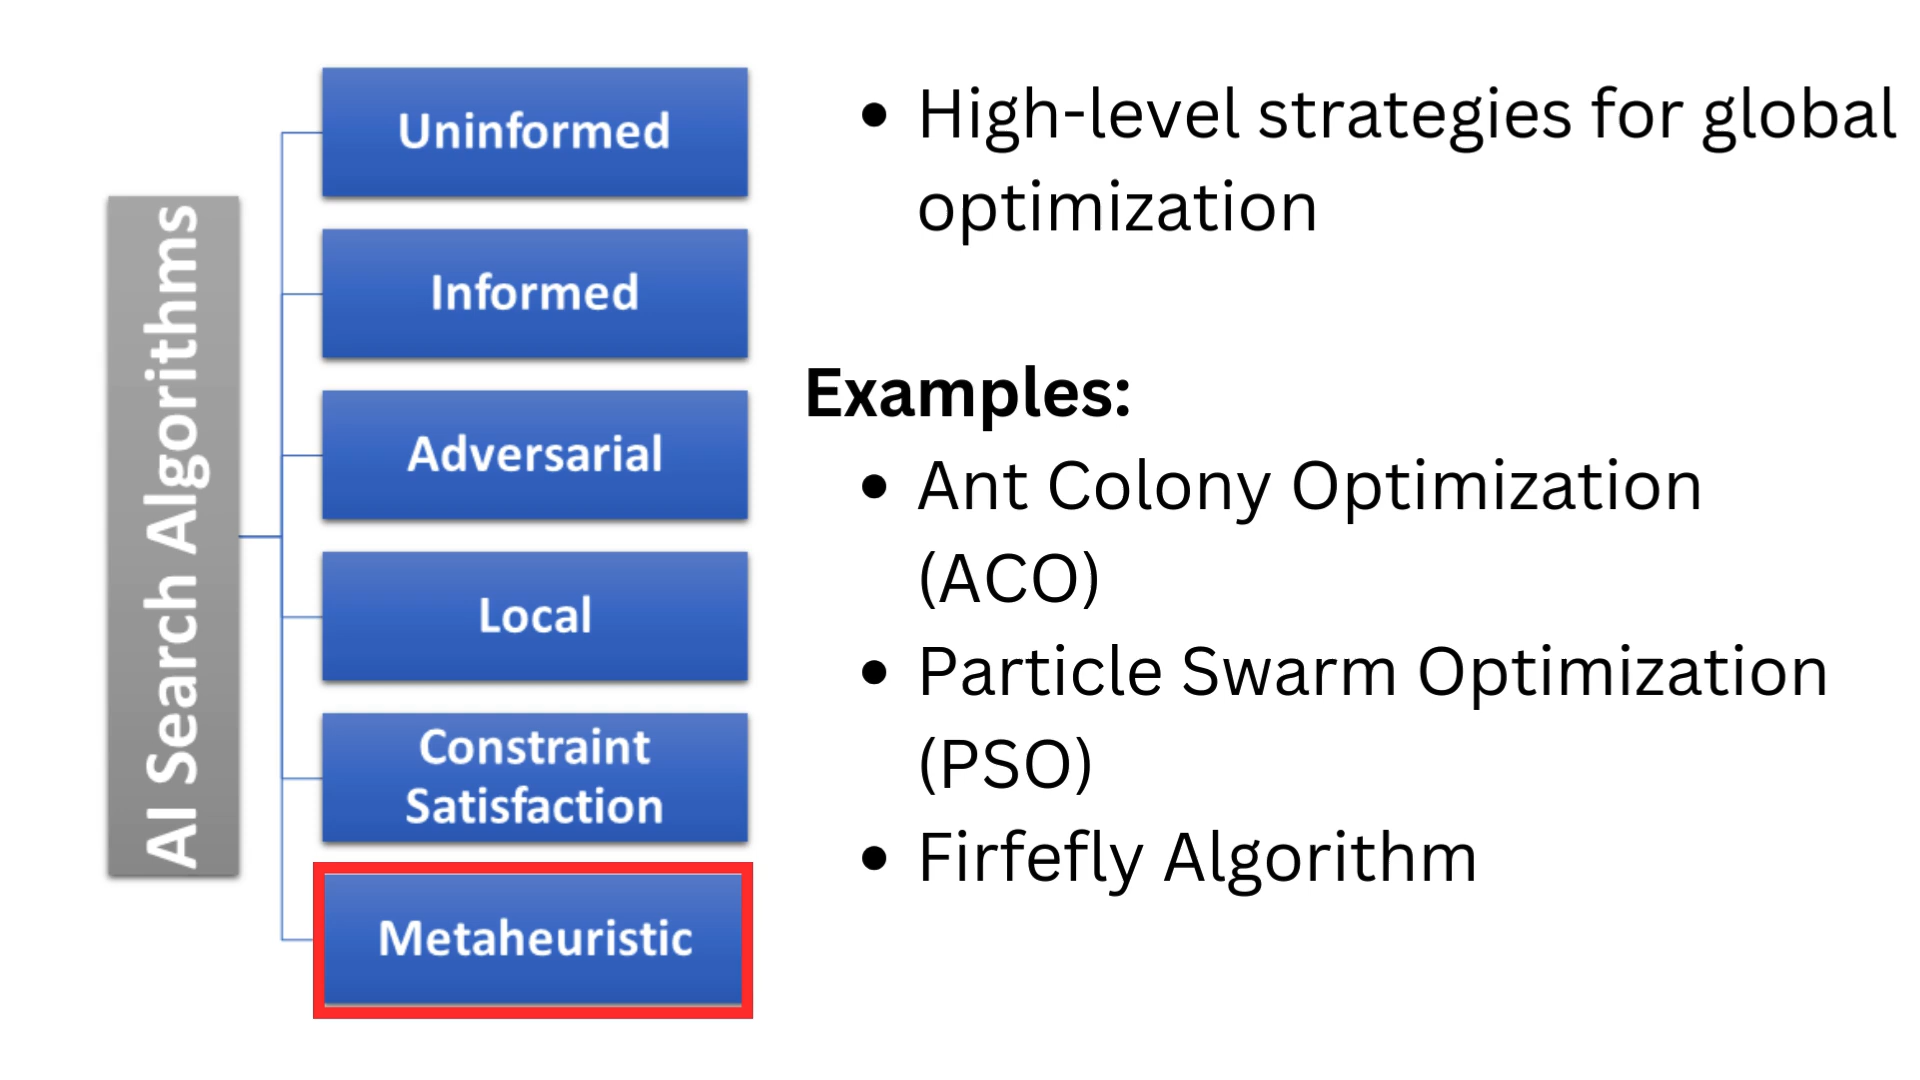 AI Search Algorithms
Uninformed
Informed
Adversarial
Local
Constraint
Satisfaction
Metaheuristic
• High-level strategies for global
optimization
Examples:
• Ant Colony Optimization
(ACO)
• Particle Swarm Optimization
(PSO)
• Firfefly Algorithm